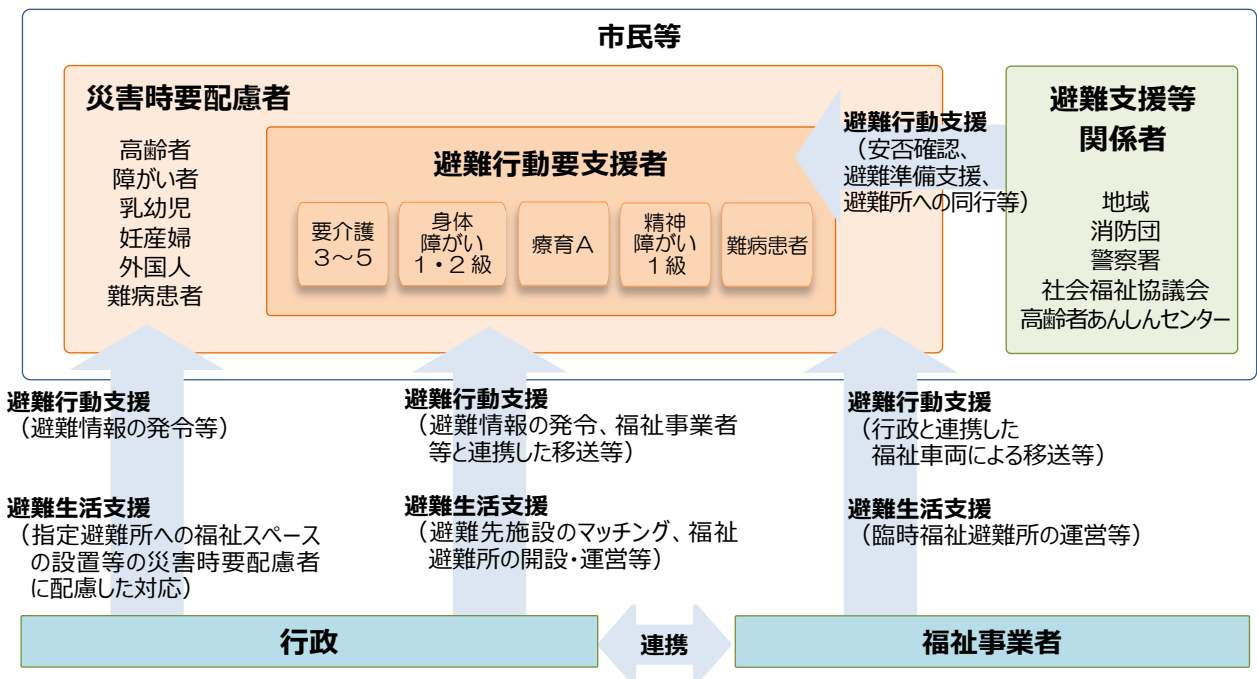 市民等
災害時要配慮者
高齢者
障がい者
乳幼児
妊産婦
外国人
難病患者
避難行動要支援者
要介護
3~5
身体
障がい
1・2級
療育A
精神
障がい
1級
難病患者
避難行動支援
(安否確認、
避難準備支援、
避難所への同行等)
避難支援等
関係者
地域
消防団
警察署
社会福祉協議会
高齢者あんしんセンター
避難行動支援
(避難情報の発令等)
避難生活支援
(指定避難所への福祉スペース
の設置等の災害時要配慮者
に配慮した対応)
避難行動支援
(避難情報の発令、福祉事業者
等と連携した移送等)
避難生活支援
(避難先施設のマッチング、福祉
避難所の開設・運営等)
避難行動支援
(行政と連携した
福祉車両による移送等)
避難生活支援
(臨時福祉避難所の運営等)
行政
連携
福祉事業者